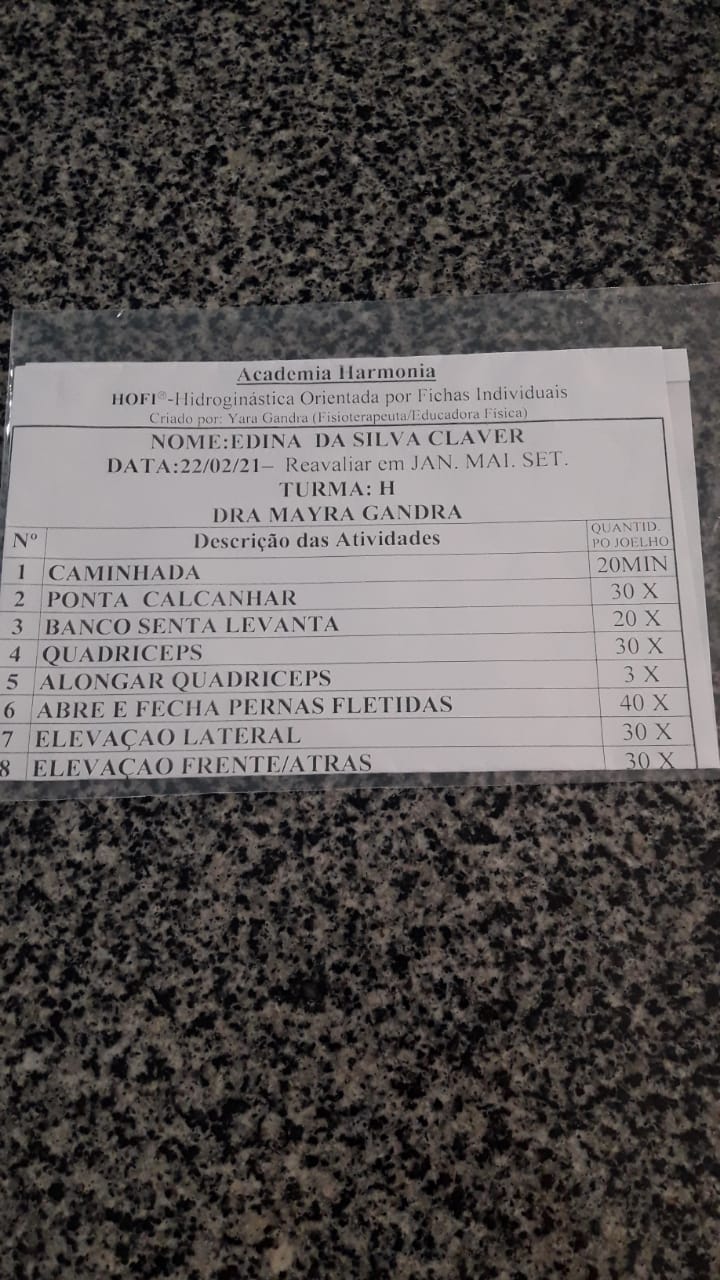 Academia Harmonia
HOFI®-Hidroginástica Orientada por Fichas Individuais
Criado por: Yara Gandra (Fisioterapeuta/Educadora Física)
NOME:EDINA DA SILVA CLAVER
DATA:22/02/21– Reavaliar em JAN. MAI. SET.
TURMA: H
DRA MAYRA GANDRA
Nº Descrição das Atividades QUANTID. PO JOELHO
1 CAMINHADA 20MIN
2 PONTA CALCANHAR 30 X
3 BANCO SENTA LEVANTA 20 X
4 QUADRICEPS 30 X
5 ALONGAR QUADRICEPS 3 X
6 ABRE E FECHA PERNAS FLETIDAS 40 X
7 ELEVAÇAO LATERAL 30 X
8 ELEVAÇAO FRENTE/ATRAS 30 X